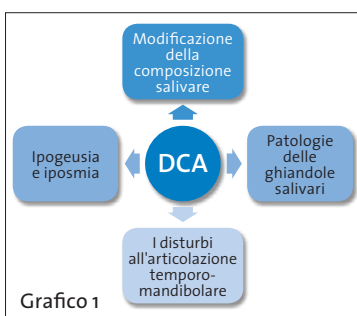 Modificazione
della
composizione
salivare
Ipogeusia
e iposmia
DCA
Patologie
delle
ghiandole
salivari
I disturbi
all'articolazione
temporo-
mandibolare
Grafico 1